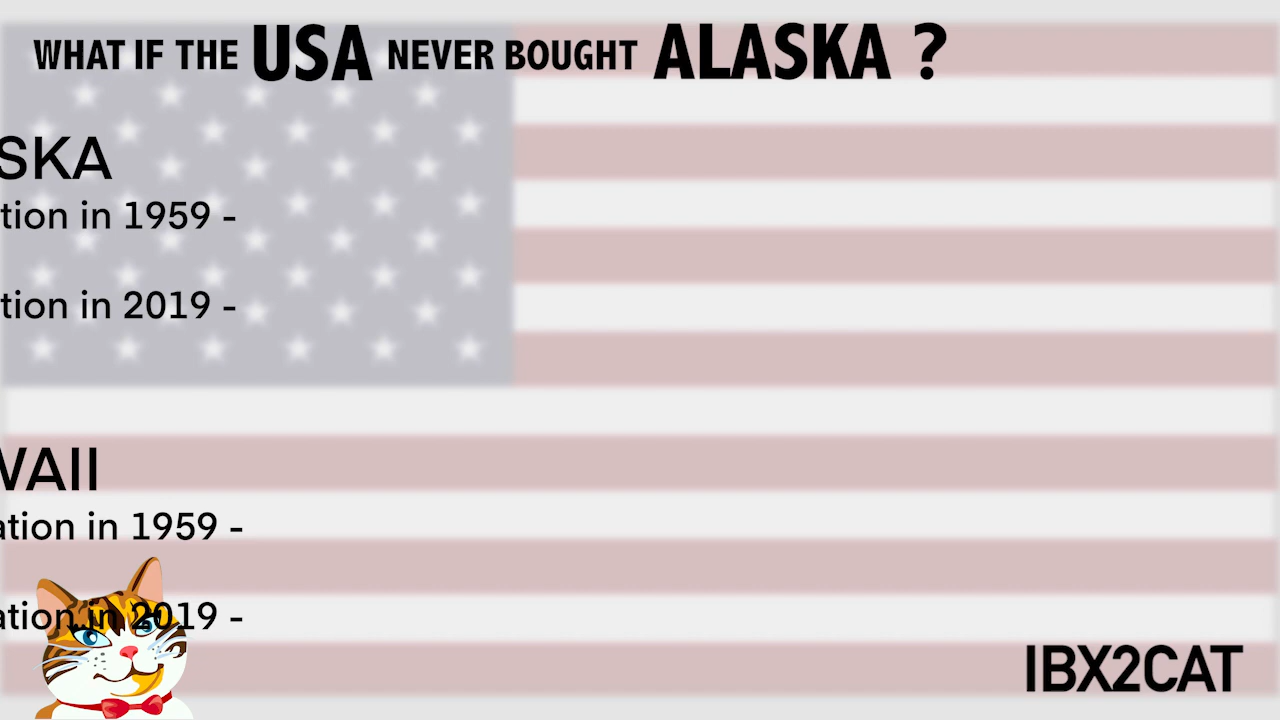 WHAT IF THE USA NEVER BOUGHT ALASKA ?
SKA
tion in 1959 -
tion in 2019 -
WAII
ation in 1959 -
ation in 2019 -
IBX2CAT